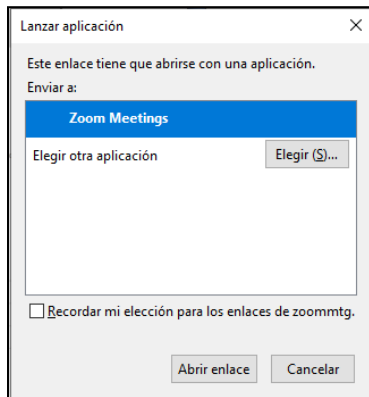 Lanzar aplicación
Este enlace tiene que abrirse con una aplicación.
Enviar a:
Zoom Meetings
Elegir otra aplicación
Elegir (S)...
Recordar mi elección para los enlaces de zoommtg.
Abrir enlace
Cancelar